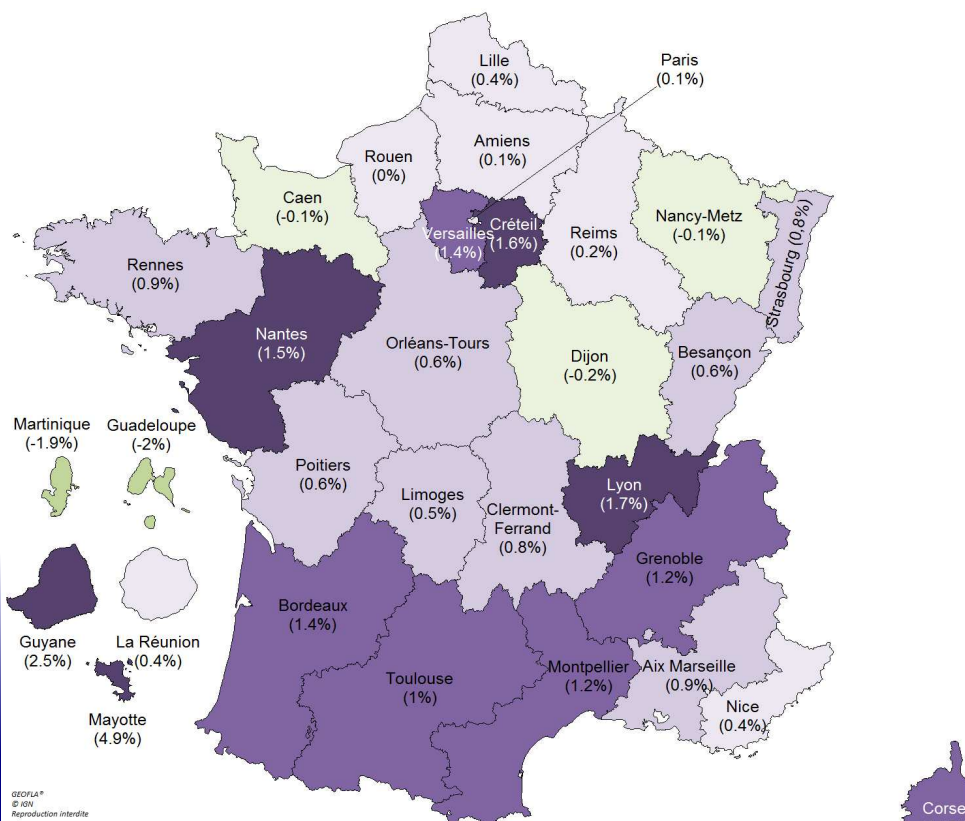 Lille
(0.4%)
Paris
(0.1%)
Amiens
(0.1%)
Rouen
(0%)
Caen
(-0.1%)
Versailles
(1.4%)
Créteil
(1.6%)
Reims
(0.2%)
Nancy-Metz
(-0.1%)
Strasbourg (0.8%)
Rennes
(0.9%)
Nantes
(1.5%)
Orléans-Tours
(0.6%)
Dijon
(-0.2%)
Besançon
(0.6%)
Martinique
(-1.9%)
Guadeloupe
(-2%)
Poitiers
(0.6%)
Limoges
(0.5%)
Clermont-
Ferrand
(0.8%)
Lyon
(1.7%)
Grenoble
(1.2%)
Bordeaux
(1.4%)
Guyane
(2.5%)
La Réunion
(0.4%)
Mayotte
(4.9%)
Toulouse
(1%)
Montpellier
(1.2%)
Aix Marseille
(0.9%)
Nice
(0.4%)
Corse
GEOFLA®
© IGN
Reproduction interdite